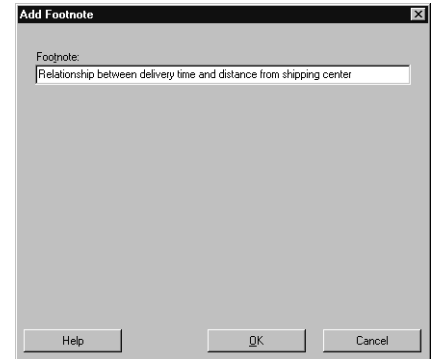 Add Footnote
Footnote:
Relationship between delivery time and distance from shipping center
Help OK Cancel